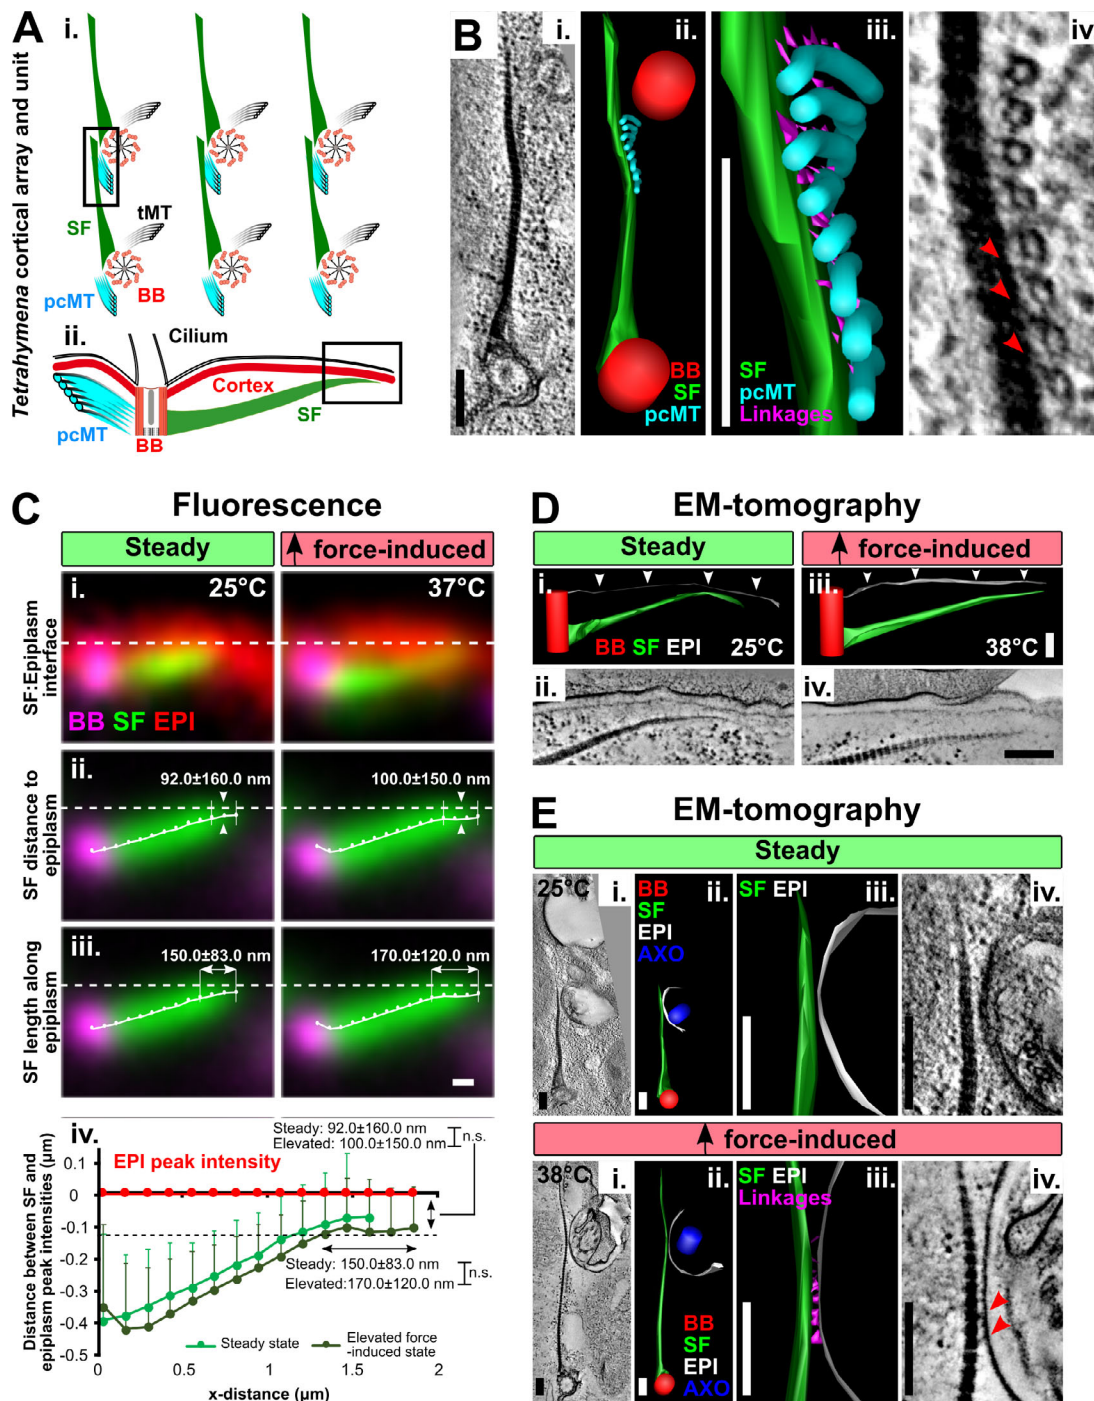 A
Tetrahymena cortical array and unit
i.
SF
tMT
pcMT
BB
ii.
Cilium
Cortex
SF
pcMT
BB
B
i.
ii.
BB
SF
pcMT
iii.
SF
pcMT
Linkages
iv.
C
Fluorescence
Steady
force-induced
SF:Epiplasm interface
i.
25°C
37°C
BB SF EPI
SF distance to epiplasm
ii.
92.0±160.0 nm
100.0±150.0 nm
SF length along epiplasm
iii.
150.0±83.0 nm
170.0±120.0 nm
iv.
Steady: 92.0±160.0 nm
Elevated: 100.0±150.0 nm
n.s.
EPI peak intensity
Distance between SF and epiplasm peak intensities (µm)
0.1
0
-0.1
-0.2
-0.3
-0.4
-0.5
Steady: 150.0±83.0 nm
Elevated:170.0±120.0 nm
n.s.
Steady state
Elevated force -induced state
0
0.5
1
1.5
2
x-distance (µm)
D
EM-tomography
Steady
force-induced
i.
BB SF EPI
25°C
iii.
38°C
ii.
iv.
E
EM-tomography
Steady
25°C
i.
BB
SF
EPI
AXO
ii.
SF EPI
iii.
iv.
force-induced
38°C
i.
ii.
BB
SF
EPI
AXO
SF EPI
Linkages
iii.
iv.